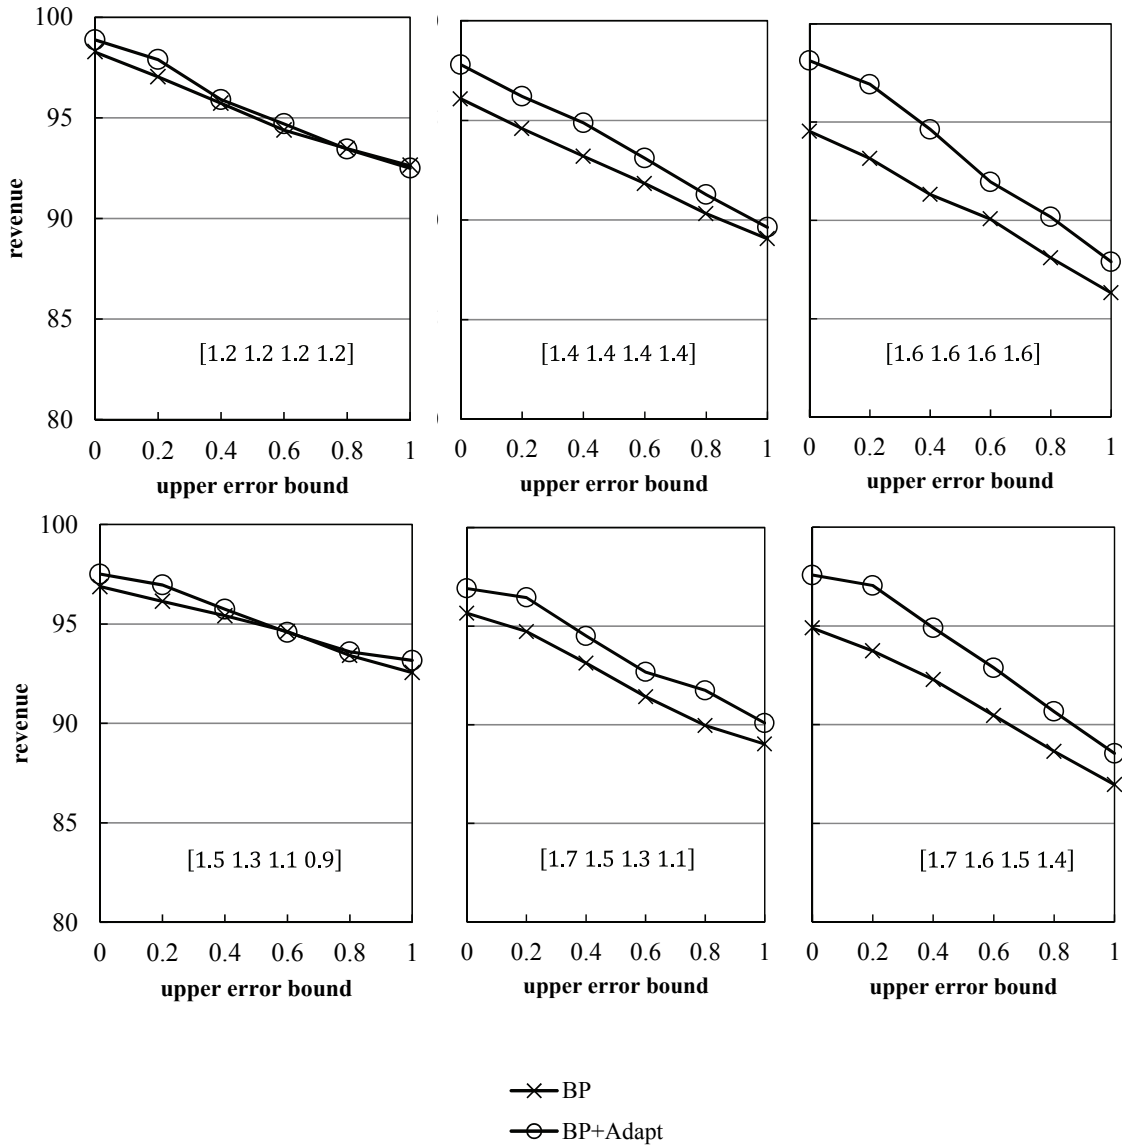 100
95
90
85
80
revenue
[1.2 1.2 1.2 1.2]
0 0.2 0.4 0.6 0.8 1
upper error bound
[1.4 1.4 1.4 1.4]
0 0.2 0.4 0.6 0.8 1
upper error bound
[1.6 1.6 1.6 1.6]
0 0.2 0.4 0.6 0.8 1
upper error bound
100
95
90
85
80
revenue
[1.5 1.3 1.1 0.9]
0 0.2 0.4 0.6 0.8 1
upper error bound
[1.7 1.5 1.3 1.1]
0 0.2 0.4 0.6 0.8 1
upper error bound
[1.7 1.6 1.5 1.4]
0 0.2 0.4 0.6 0.8 1
upper error bound
BP
BP+Adapt